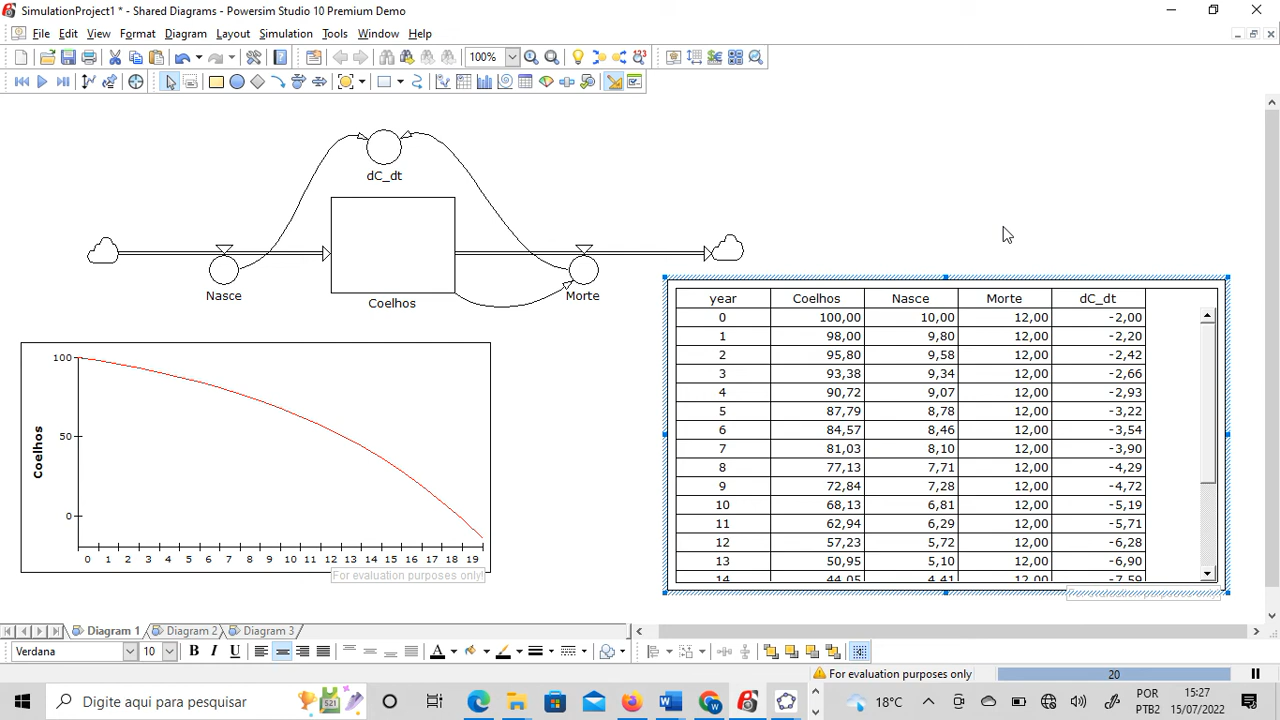 SimulationProject1 * - Shared Diagrams - Powersim Studio 10 Premium Demo
File Edit View Format Diagram Layout Simulation Tools Window Help
100%
dC_dt
Nasce
Coelhos
Morte
year Coelhos Nasce Morte dC_dt
0 100,00 10,00 12,00 -2,00
1 98,00 9,80 12,00 -2,20
2 95,80 9,58 12,00 -2,42
3 93,38 9,34 12,00 -2,66
4 90,72 9,07 12,00 -2,93
5 87,79 8,78 12,00 -3,22
6 84,57 8,46 12,00 -3,54
7 81,03 8,10 12,00 -3,90
8 77,13 7,71 12,00 -4,29
9 72,84 7,28 12,00 -4,72
10 68,13 6,81 12,00 -5,19
11 62,94 6,29 12,00 -5,71
12 57,23 5,72 12,00 -6,28
13 50,95 5,10 12,00 -6,90
14 44,05 4,41 12,00 -7,59
100
50
0
Coelhos
0 1 2 3 4 5 6 7 8 9 10 11 12 13 14 15 16 17 18 19
For evaluation purposes only!
Diagram 1 Diagram 2 Diagram 3
Verdana 10 B I U A
For evaluation purposes only 20
Digite aqui para pesquisar 521 18°C POR 15:27
PTB2 15/07/2022